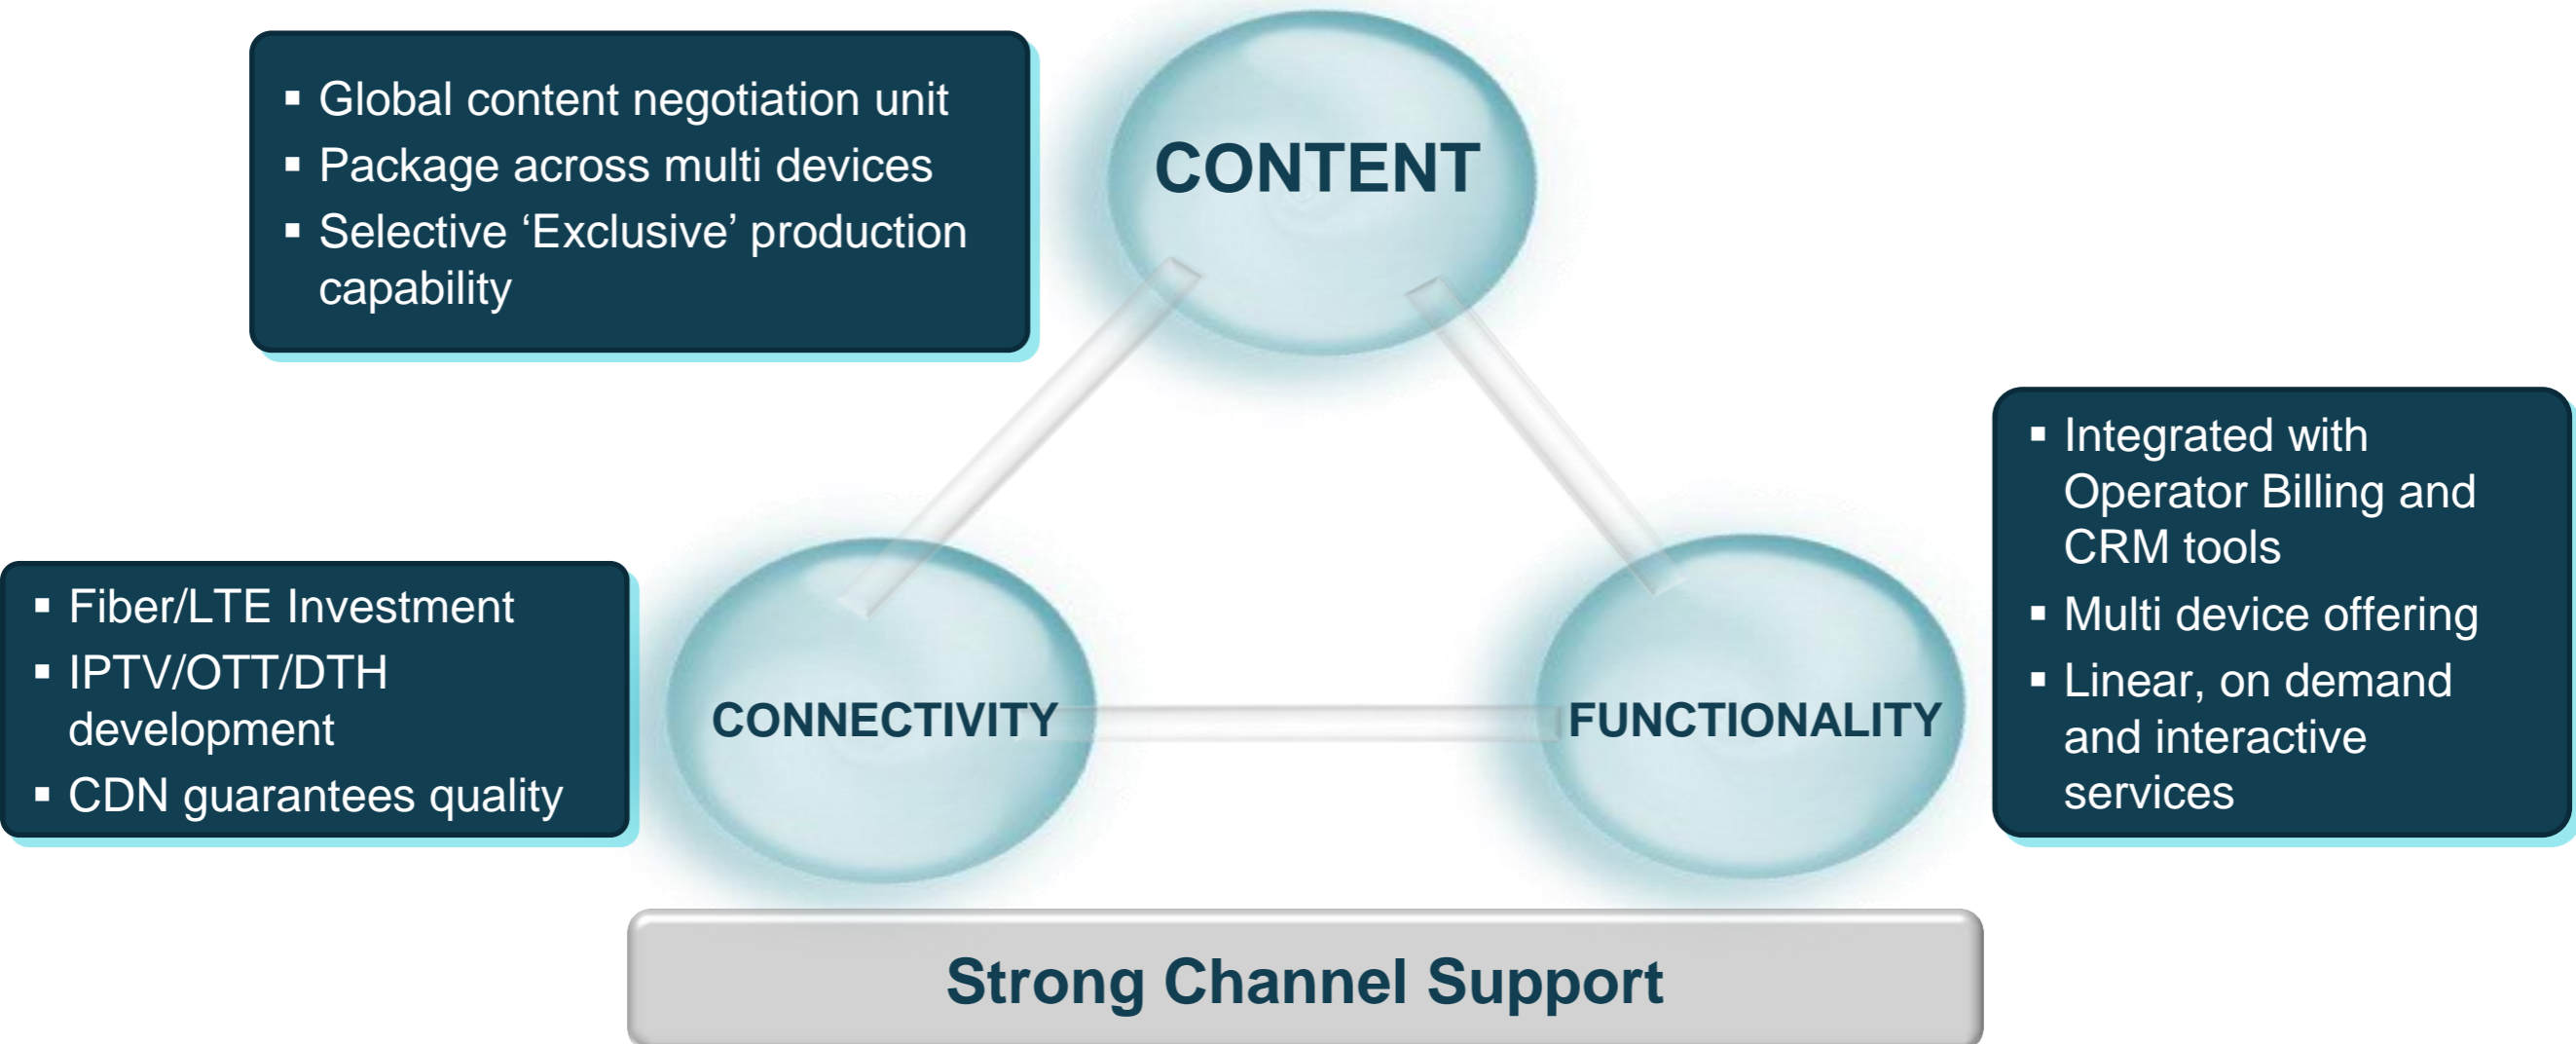 ▪ Global content negotiation unit
▪ Package across multi devices
▪ Selective ‘Exclusive’ production
capability
CONTENT
▪ Integrated with
Operator Billing and
CRM tools
▪ Multi device offering
▪ Linear, on demand
and interactive
services
▪ Fiber/LTE Investment
▪ IPTV/OTT/DTH
development
▪ CDN guarantees quality
CONNECTIVITY
FUNCTIONALITY
Strong Channel Support